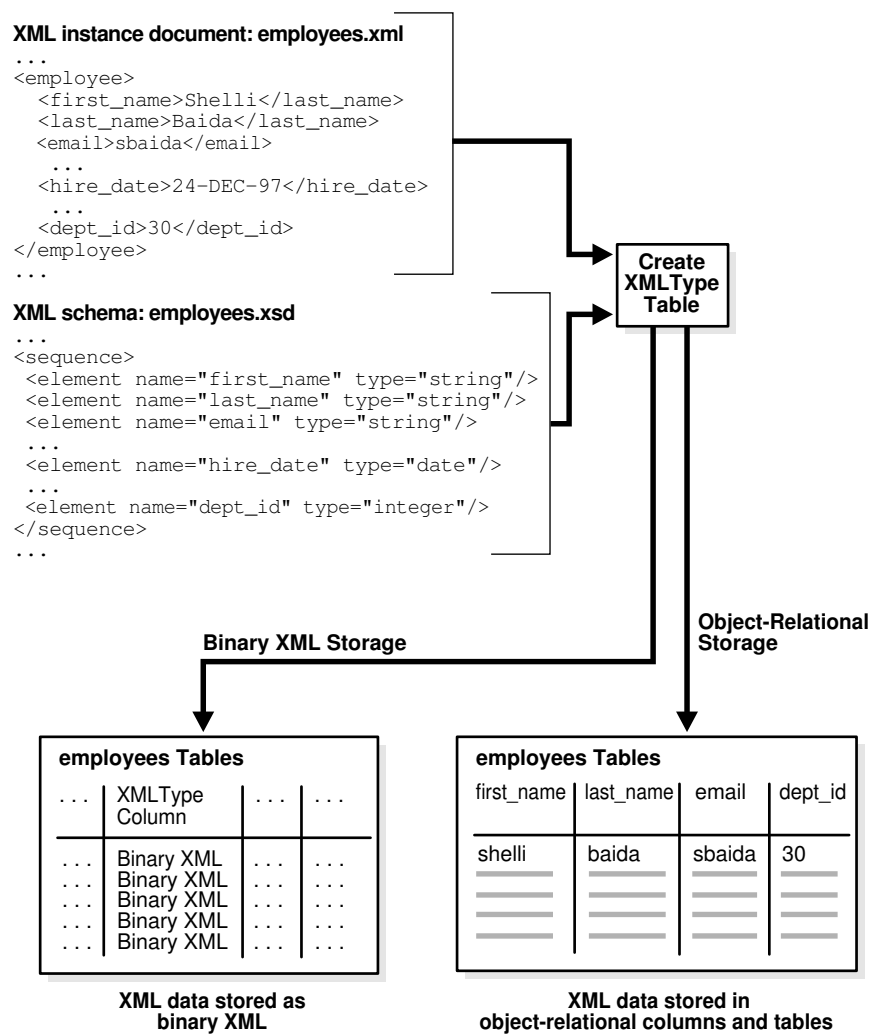 XML instance document: employees.xml
...
<employee>
<first_name>Shelli</last_name>
<last_name>Baida</last_name>
<email>sbaida</email>
...
<hire_date>24-DEC-97</hire_date>
...
<dept_id>30</dept_id>
</employee>
...
XML schema: employees.xsd
...
<sequence>
<element name="first_name" type="string"/>
<element name="last_name" type="string"/>
<element name="email" type="string"/>
...
<element name="hire_date" type="date"/>
...
<element name="dept_id" type="integer"/>
</sequence>
...
Create
XMLType
Table
Binary XML Storage
Object-Relational
Storage
employees Tables
... XMLType ... ...
Column
... Binary XML ... ...
... Binary XML ... ...
... Binary XML ... ...
... Binary XML ... ...
... Binary XML ... ...
XML data stored as
binary XML
employees Tables
first_name last_name email dept_id
shelli baida sbaida 30
XML data stored in
object-relational columns and tables